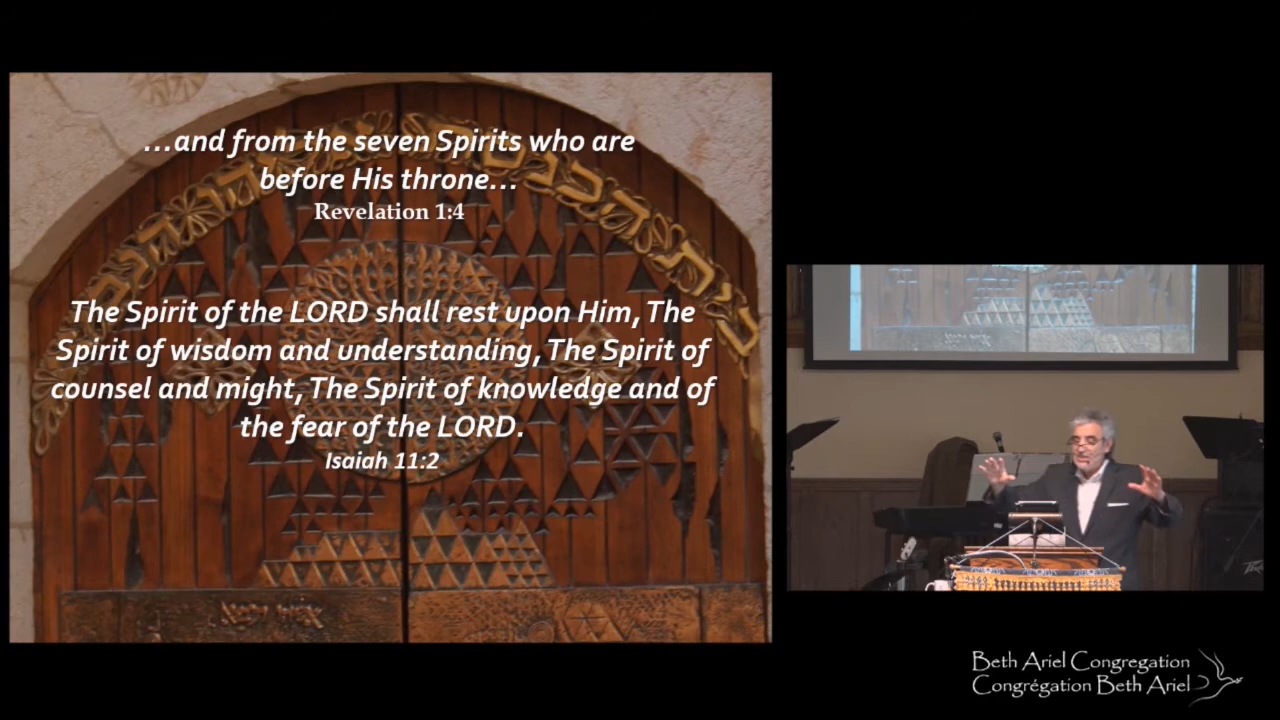 ...and from the seven Spirits who are
before His throne...
Revelation 1:4
The Spirit of the LORD shall rest upon Him, The
Spirit of wisdom and understanding, The Spirit of
counsel and might, The Spirit of knowledge and of
the fear of the LORD.
Isaiah 11:2
Beth Ariel Congregation
Congrégation Beth Ariel